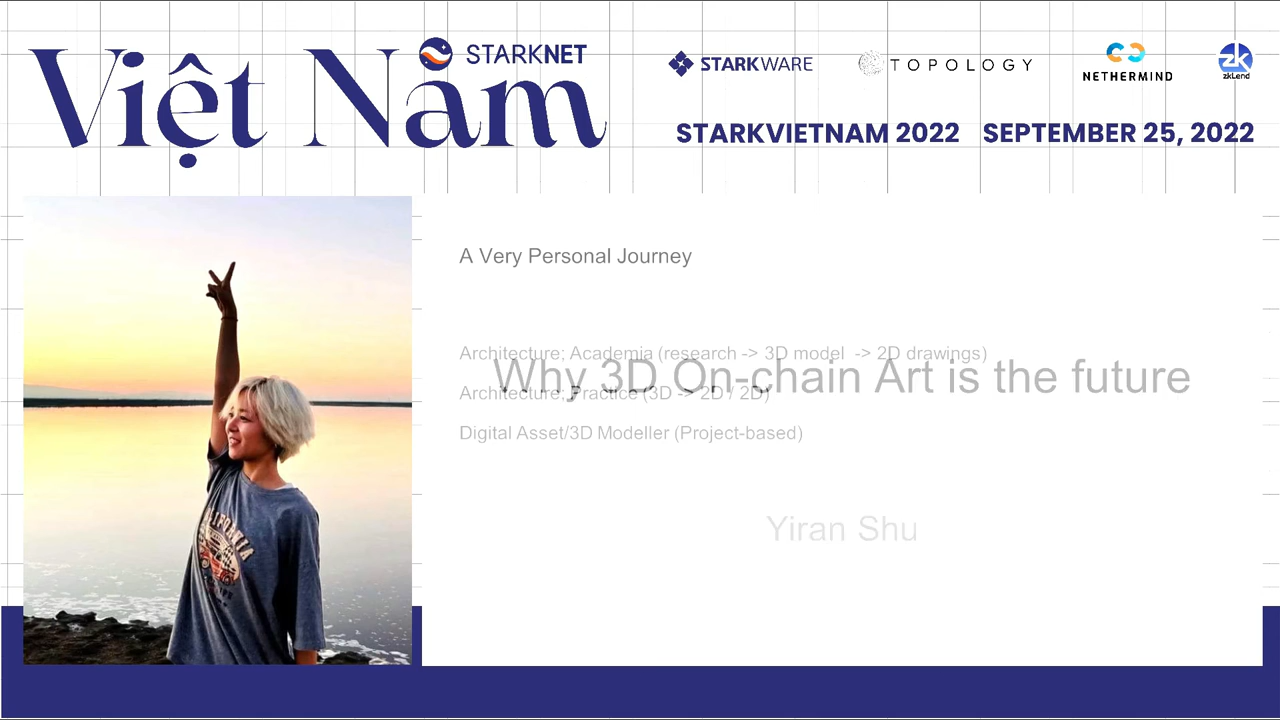 Việt Nam
STARKNET
STARKWARE
TOPOLOGY
NETHERMIND
zk
zkLend
STARKVIETNAM 2022 SEPTEMBER 25, 2022
A Very Personal Journey
Architecture; Academia (research -> 3D model -> 2D drawings)
Why 3D On-chain Art is the future
Architecture; Practice (3D -> 2D / 2D)
Digital Asset/3D Modeller (Project-based)
Yiran Shu
CALIFORNIA